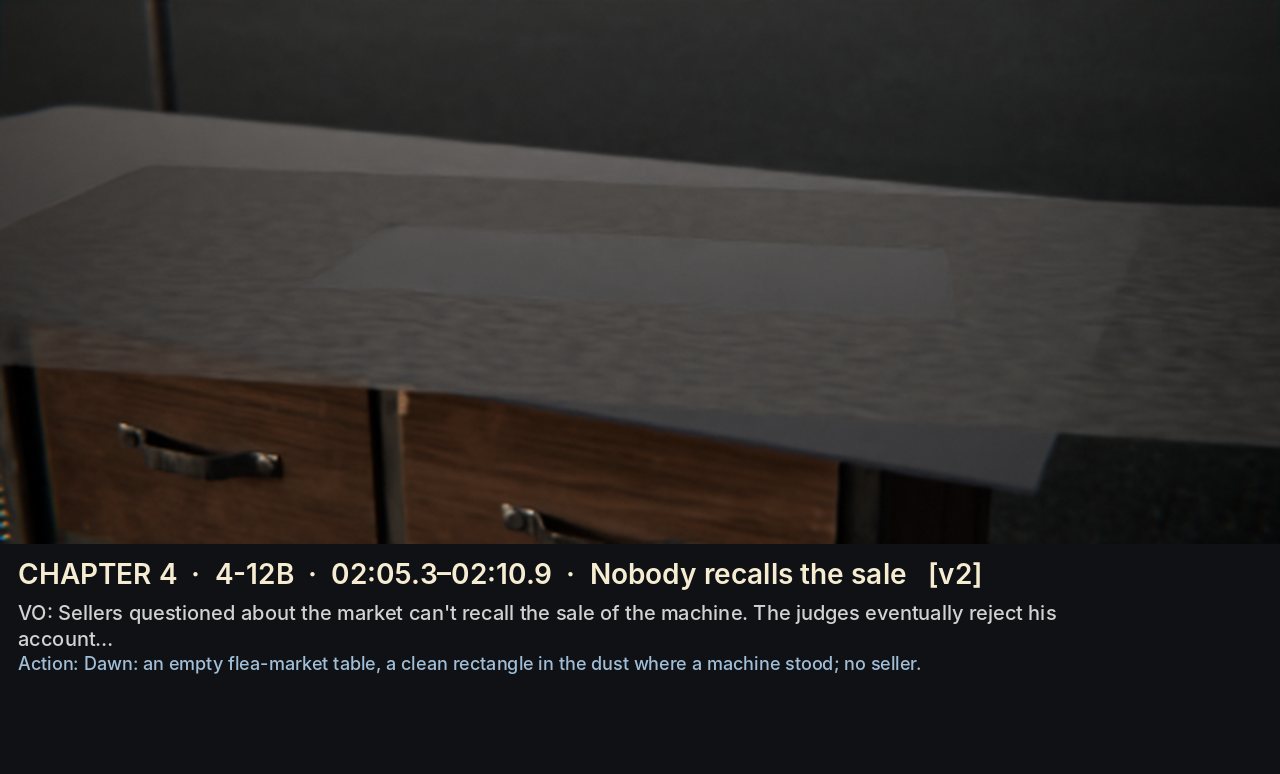 CHAPTER 4 · 4-12B · 02:05.3–02:10.9 · Nobody recalls the sale [v2]
VO: Sellers questioned about the market can't recall the sale of the machine. The judges eventually reject his
account...
Action: Dawn: an empty flea-market table, a clean rectangle in the dust where a machine stood; no seller.